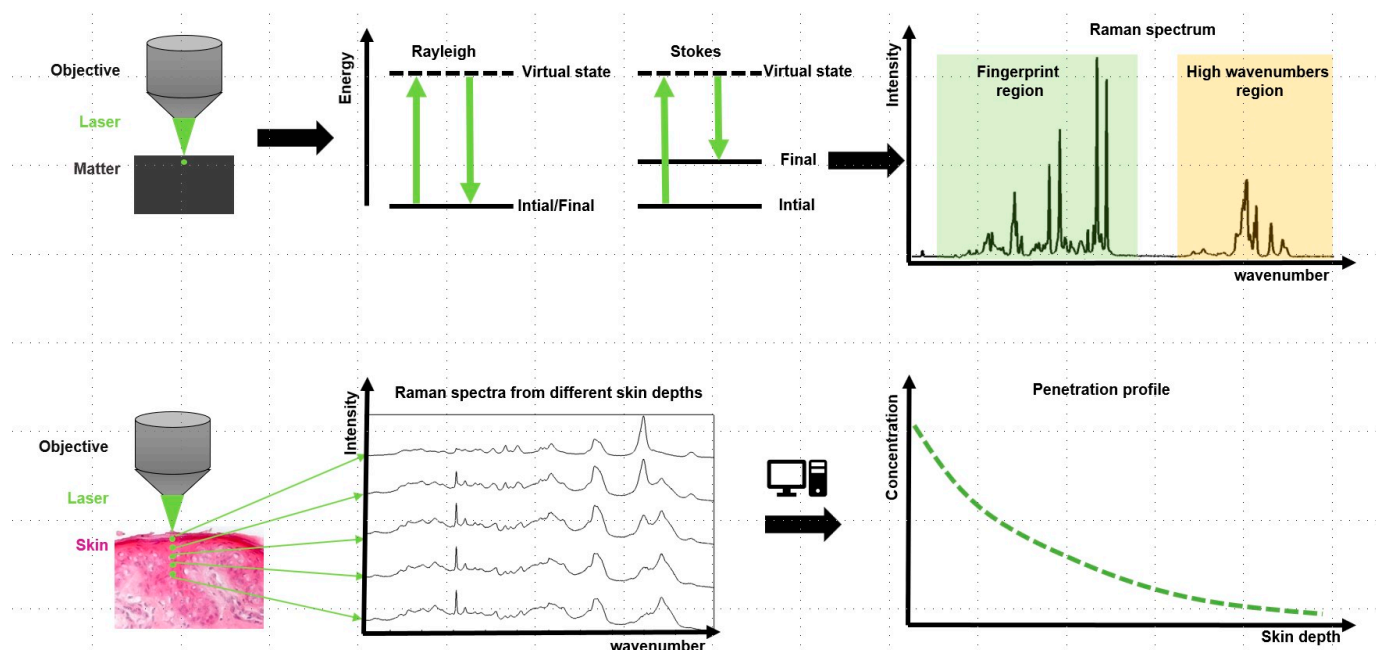 Objective
Laser
Matter
Energy
Rayleigh
Virtual state
Intial/Final
Stokes
Virtual state
Final
Intial
Raman spectrum
Intensity
Fingerprint
region
High wavenumbers
region
wavenumber
Objective
Laser
Skin
Raman spectra from different skin depths
Intensity
wavenumber
Penetration profile
Concentration
Skin depth